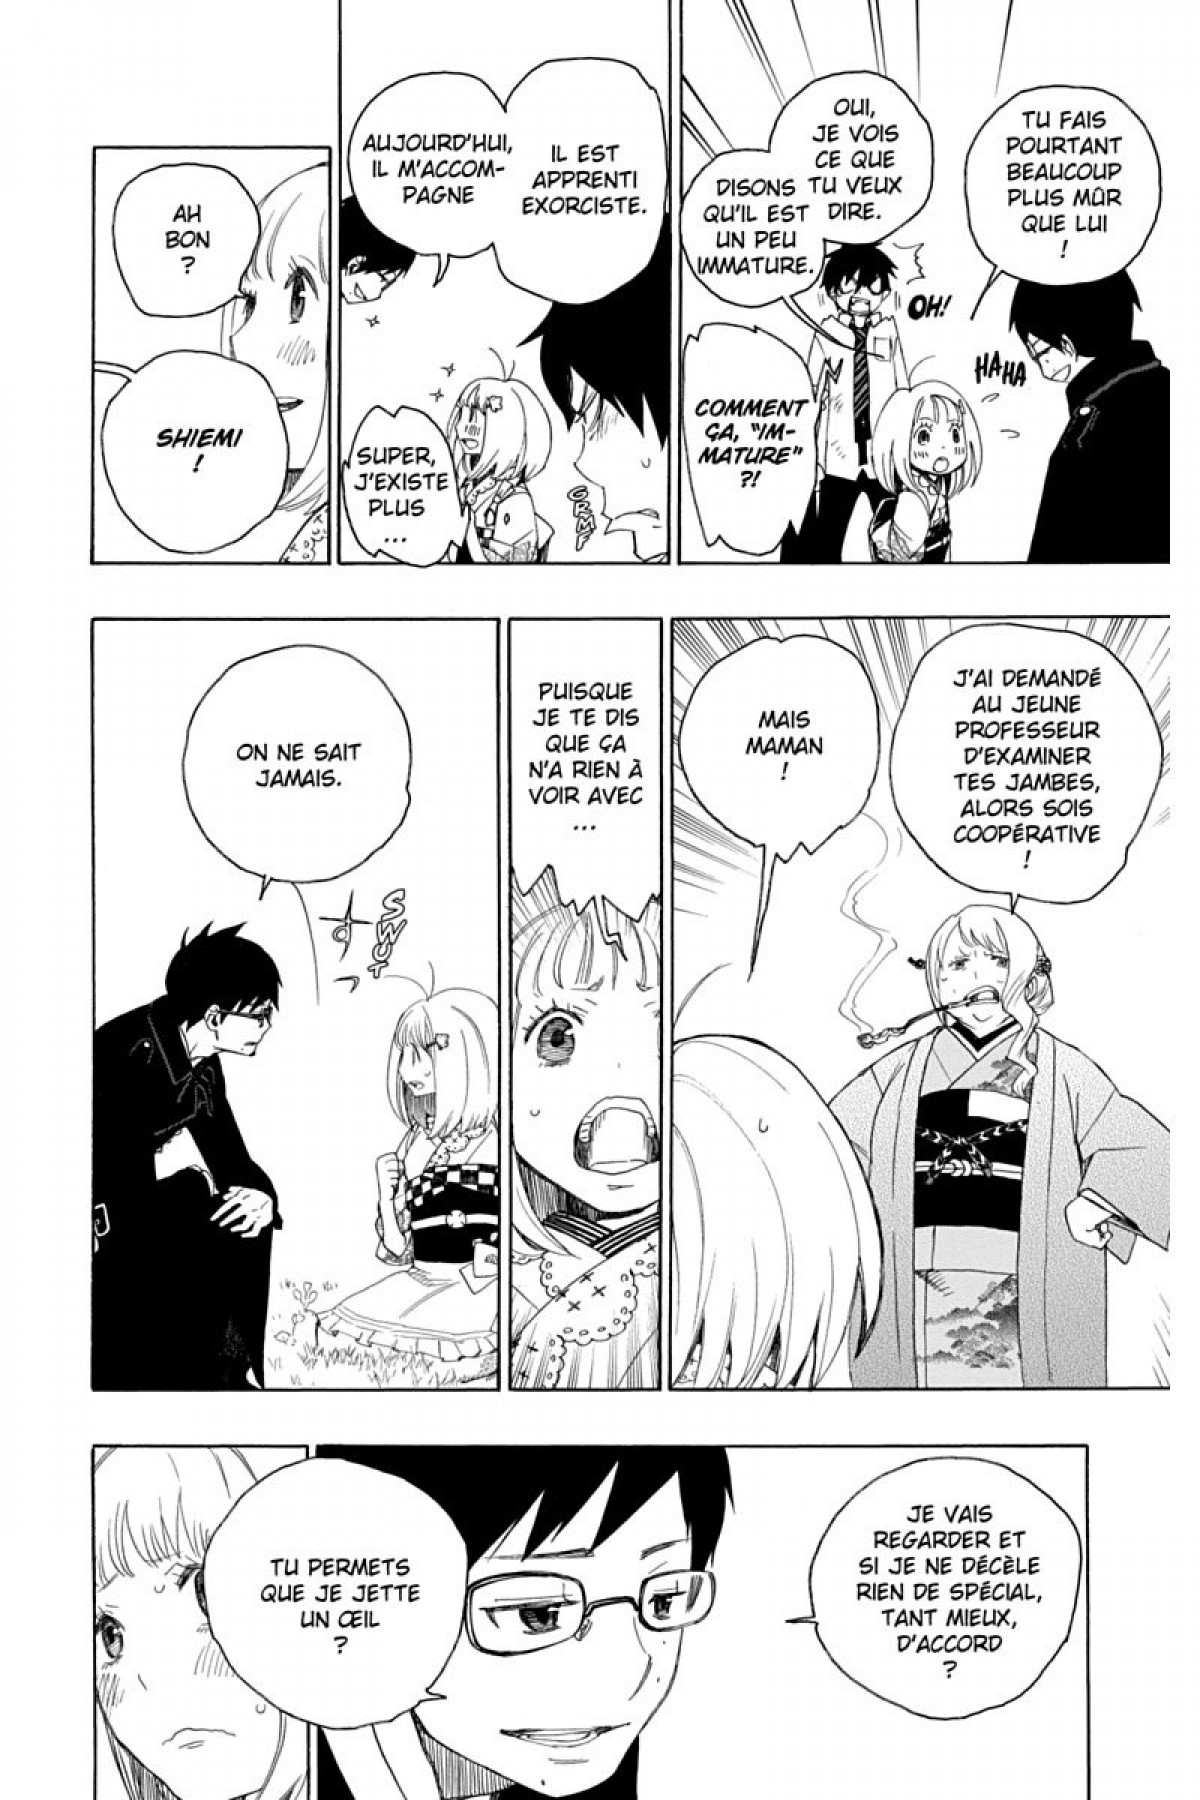 TU FAIS
POURTANT
BEAUCOUP
PLUS MÛR
QUE LUI
!
OUI,
JE VOIS
CE QUE
TU VEUX
DIRE.
DISONS
QU'IL EST
UN PEU
IMMATURE.
OH!
HAHA
COMMENT
ÇA, "IM-
MATURE"
?!
IL EST
APPRENTI
EXORCISTE.
AUJOURD'HUI,
IL M'ACCOM-
PAGNE
GRMF
SUPER,
J'EXISTE
PLUS
...
AH
BON
?
SHIEMI
!
J'AI DEMANDÉ
AU JEUNE
PROFESSEUR
D'EXAMINER
TES JAMBES,
ALORS SOIS
COOPÉRATIVE
!
MAIS
MAMAN
!
PUISQUE
JE TE DIS
QUE ÇA
N'A RIEN À
VOIR AVEC
...
ON NE SAIT
JAMAIS.
SWUT
JE VAIS
REGARDER ET
SI JE NE DÉCÈLE
RIEN DE SPÉCIAL,
TANT MIEUX,
D'ACCORD
?
TU PERMETS
QUE JE JETTE
UN ŒIL
?